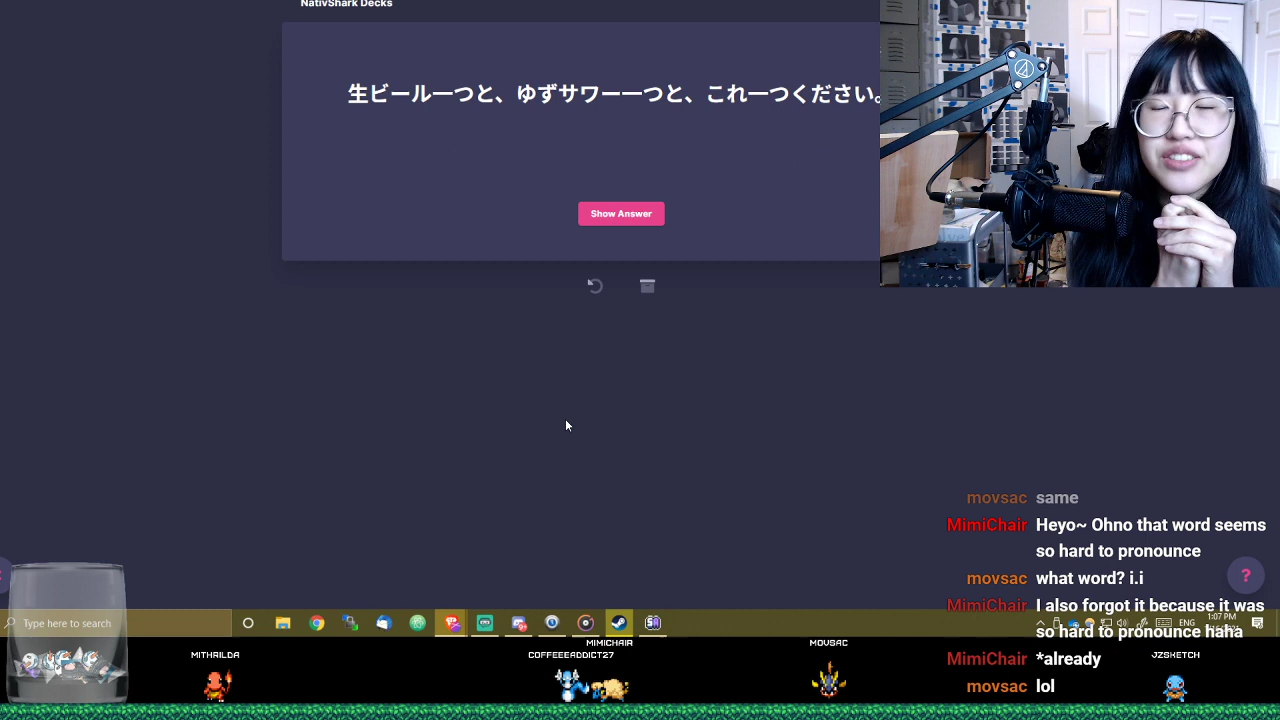 NativShark Decks
生ビール一つと、ゆずサワー一つと、これ一つください。
Show Answer
movsac same
MimiChair Heyo~ Ohno that word seems
so hard to pronounce
movsac what word? i.i
?
MimiChair I also forgot it because it was
so hard to pronounce haha
MimiChair *already
movsac lol
Type here to search
ENG
1:07 PM
MITHRILDA
COFFEEEADDICT27
MIMICHAIR
MOVSAC
JZSKETCH